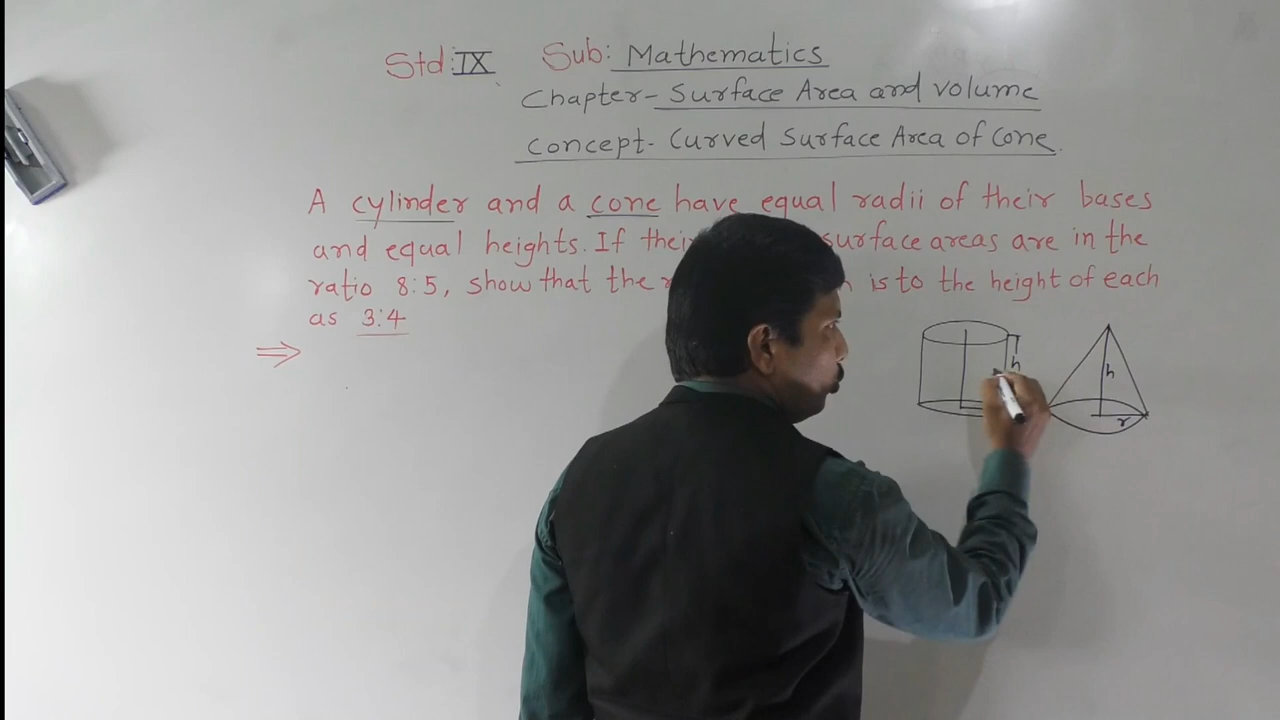 Std: IX Sub: Mathematics
Chapter- Surface Area and volume
Concept- Curved Surface Area of Cone.
A cylinder and a cone have equal radii of their bases
and equal heights. If surface areas are in the
ratio 8:5, show that the is to the height of each
as 3:4
⇒
h
h
r